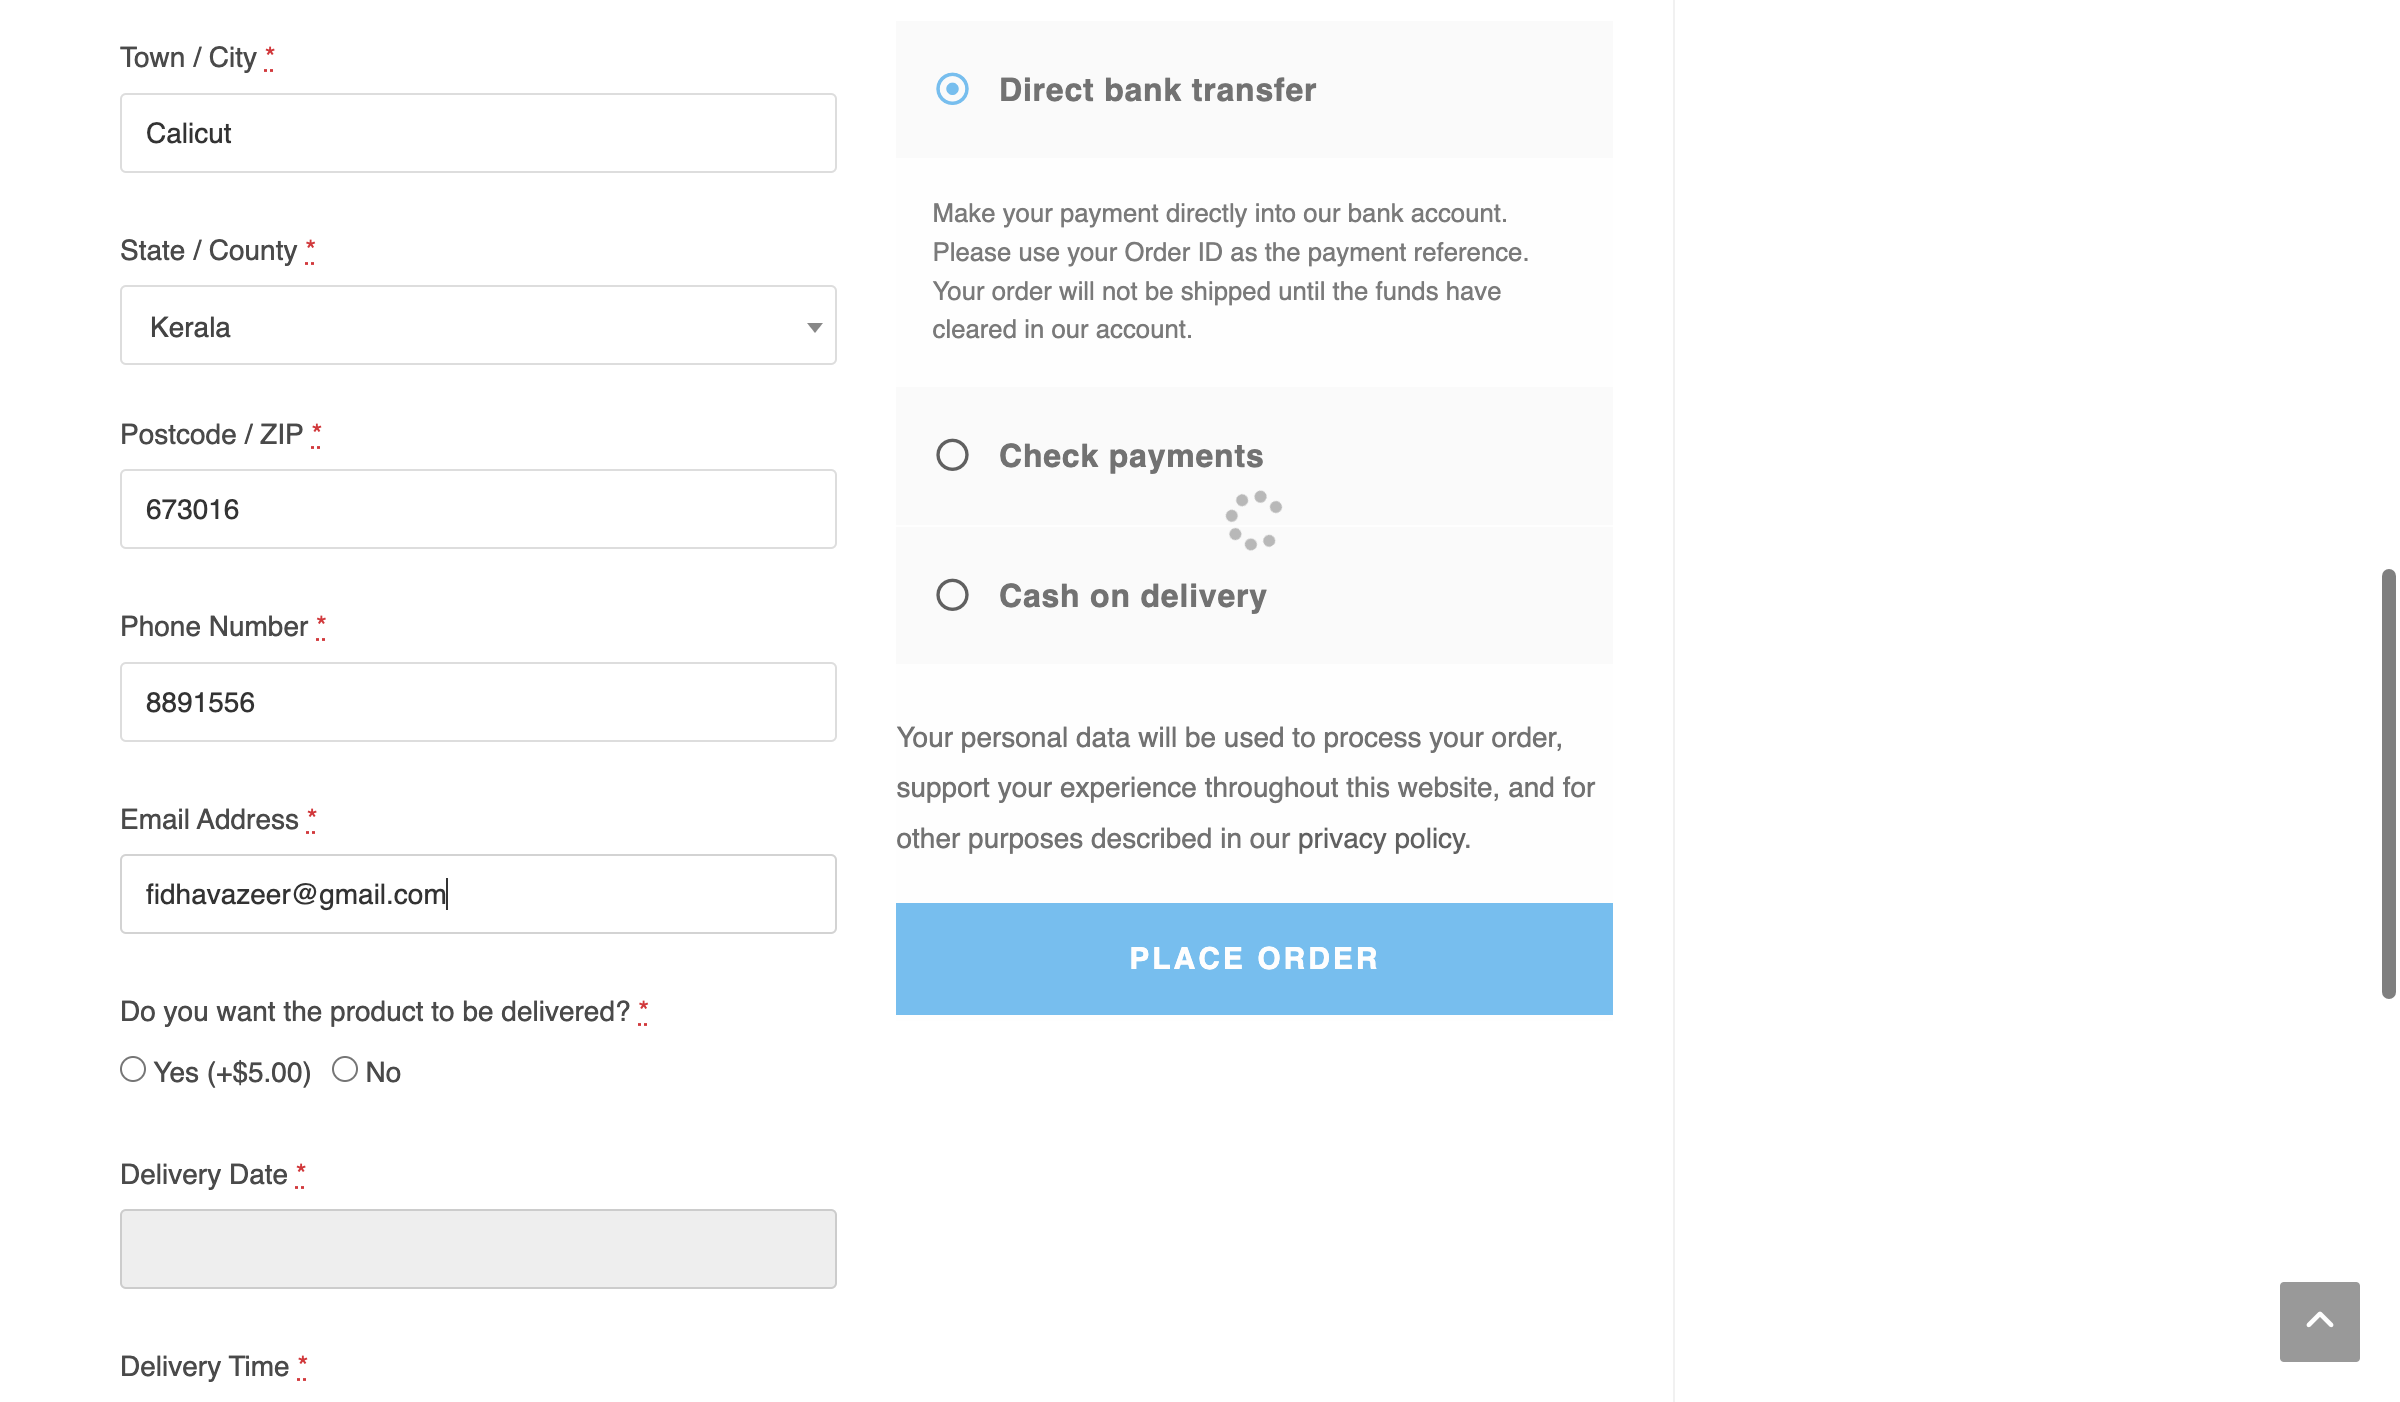 Town / City *
Calicut
State / County *
Kerala
Postcode / ZIP *
673016
Phone Number *
8891556
Email Address *
fidhavazeer@gmail.com
Do you want the product to be delivered? *
Yes (+$5.00) No
Delivery Date *
Delivery Time *
Direct bank transfer
Make your payment directly into our bank account.
Please use your Order ID as the payment reference.
Your order will not be shipped until the funds have
cleared in our account.
Check payments
Cash on delivery
Your personal data will be used to process your order,
support your experience throughout this website, and for
other purposes described in our privacy policy.
PLACE ORDER